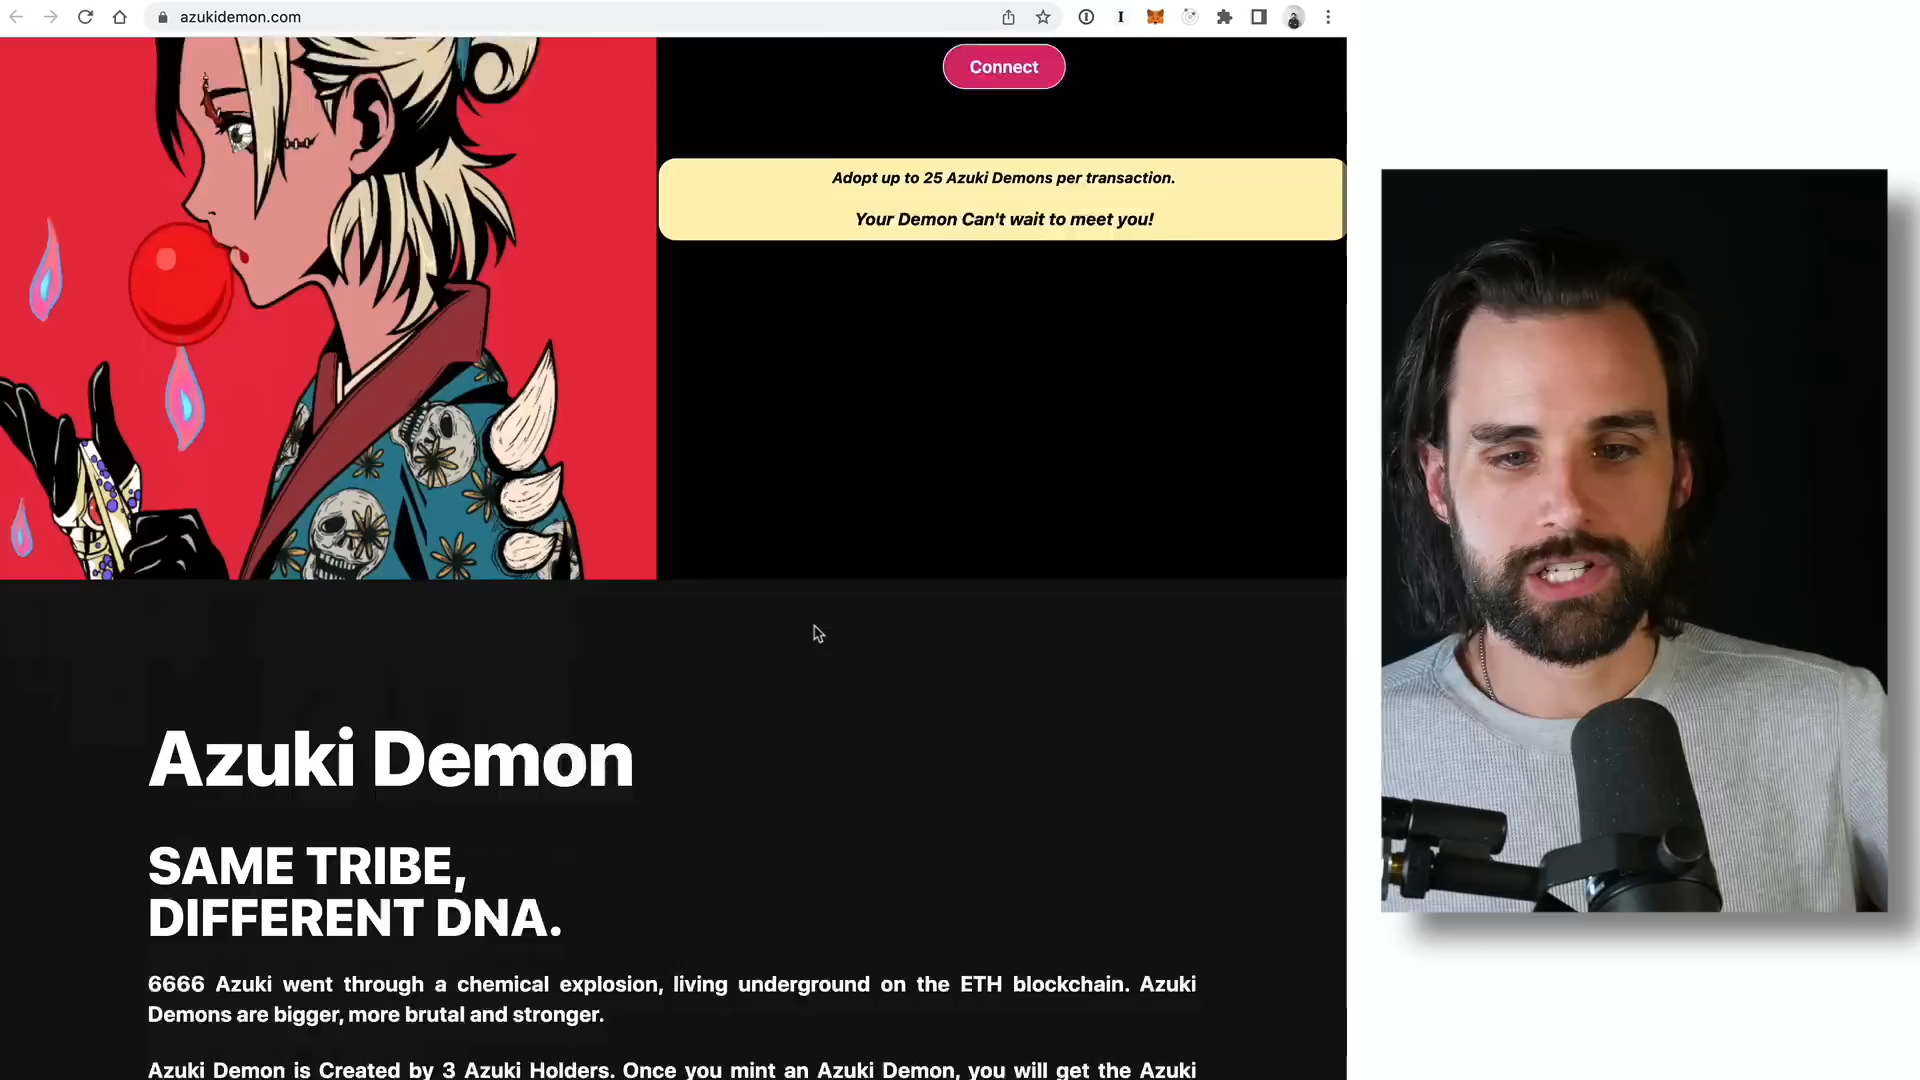 azukidemon.com
Connect
Adopt up to 25 Azuki Demons per transaction.
Your Demon Can't wait to meet you!
Azuki Demon
SAME TRIBE,
DIFFERENT DNA.
6666 Azuki went through a chemical explosion, living underground on the ETH blockchain. Azuki
Demons are bigger, more brutal and stronger.
Azuki Demon is Created by 3 Azuki Holders. Once you mint an Azuki Demon, you will get the Azuki